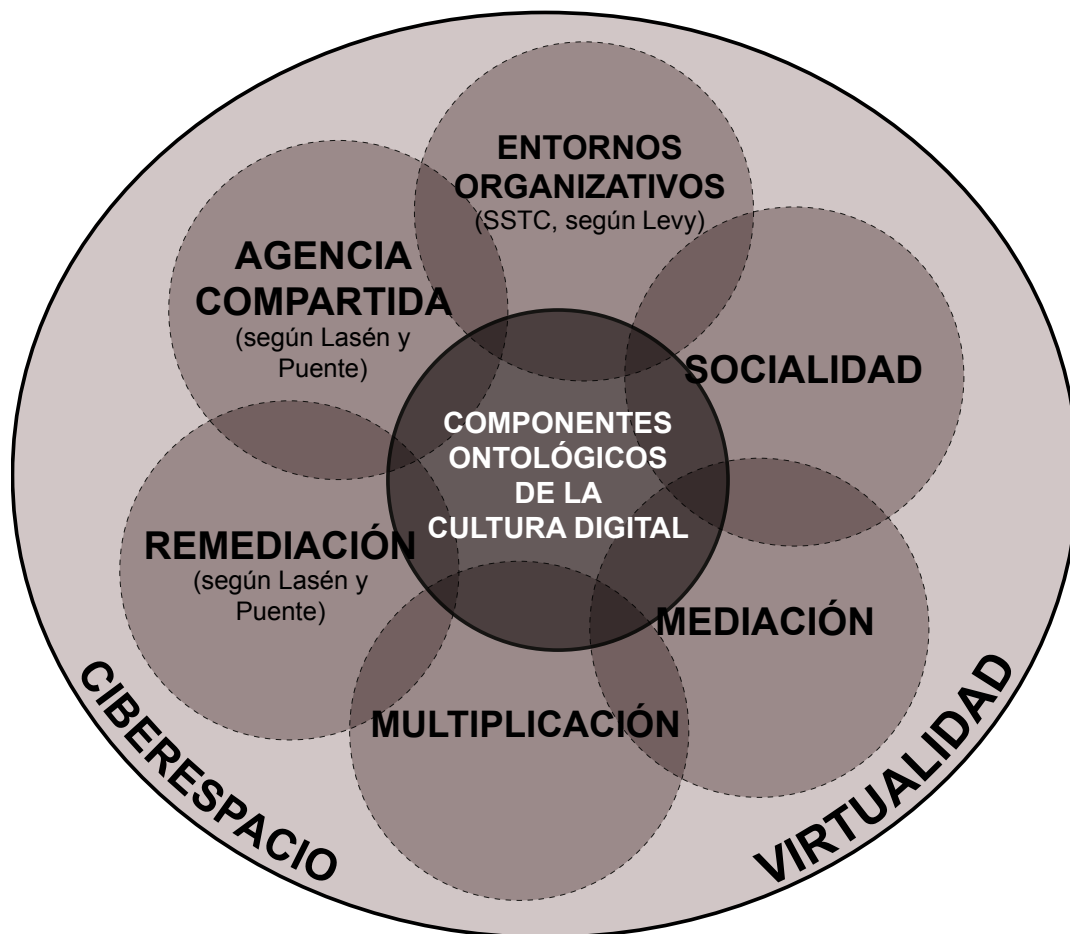 ENTORNOS
ORGANIZATIVOS
(SSTC, según Levy)
AGENCIA
COMPARTIDA
(según Lasén y
Puente)
SOCIALIDAD
COMPONENTES
ONTOLÓGICOS
DE LA
CULTURA DIGITAL
REMEDIACIÓN
(según Lasén y
Puente)
MEDIACIÓN
MULTIPLICACIÓN
CIBERESPACIO
VIRTUALIDAD